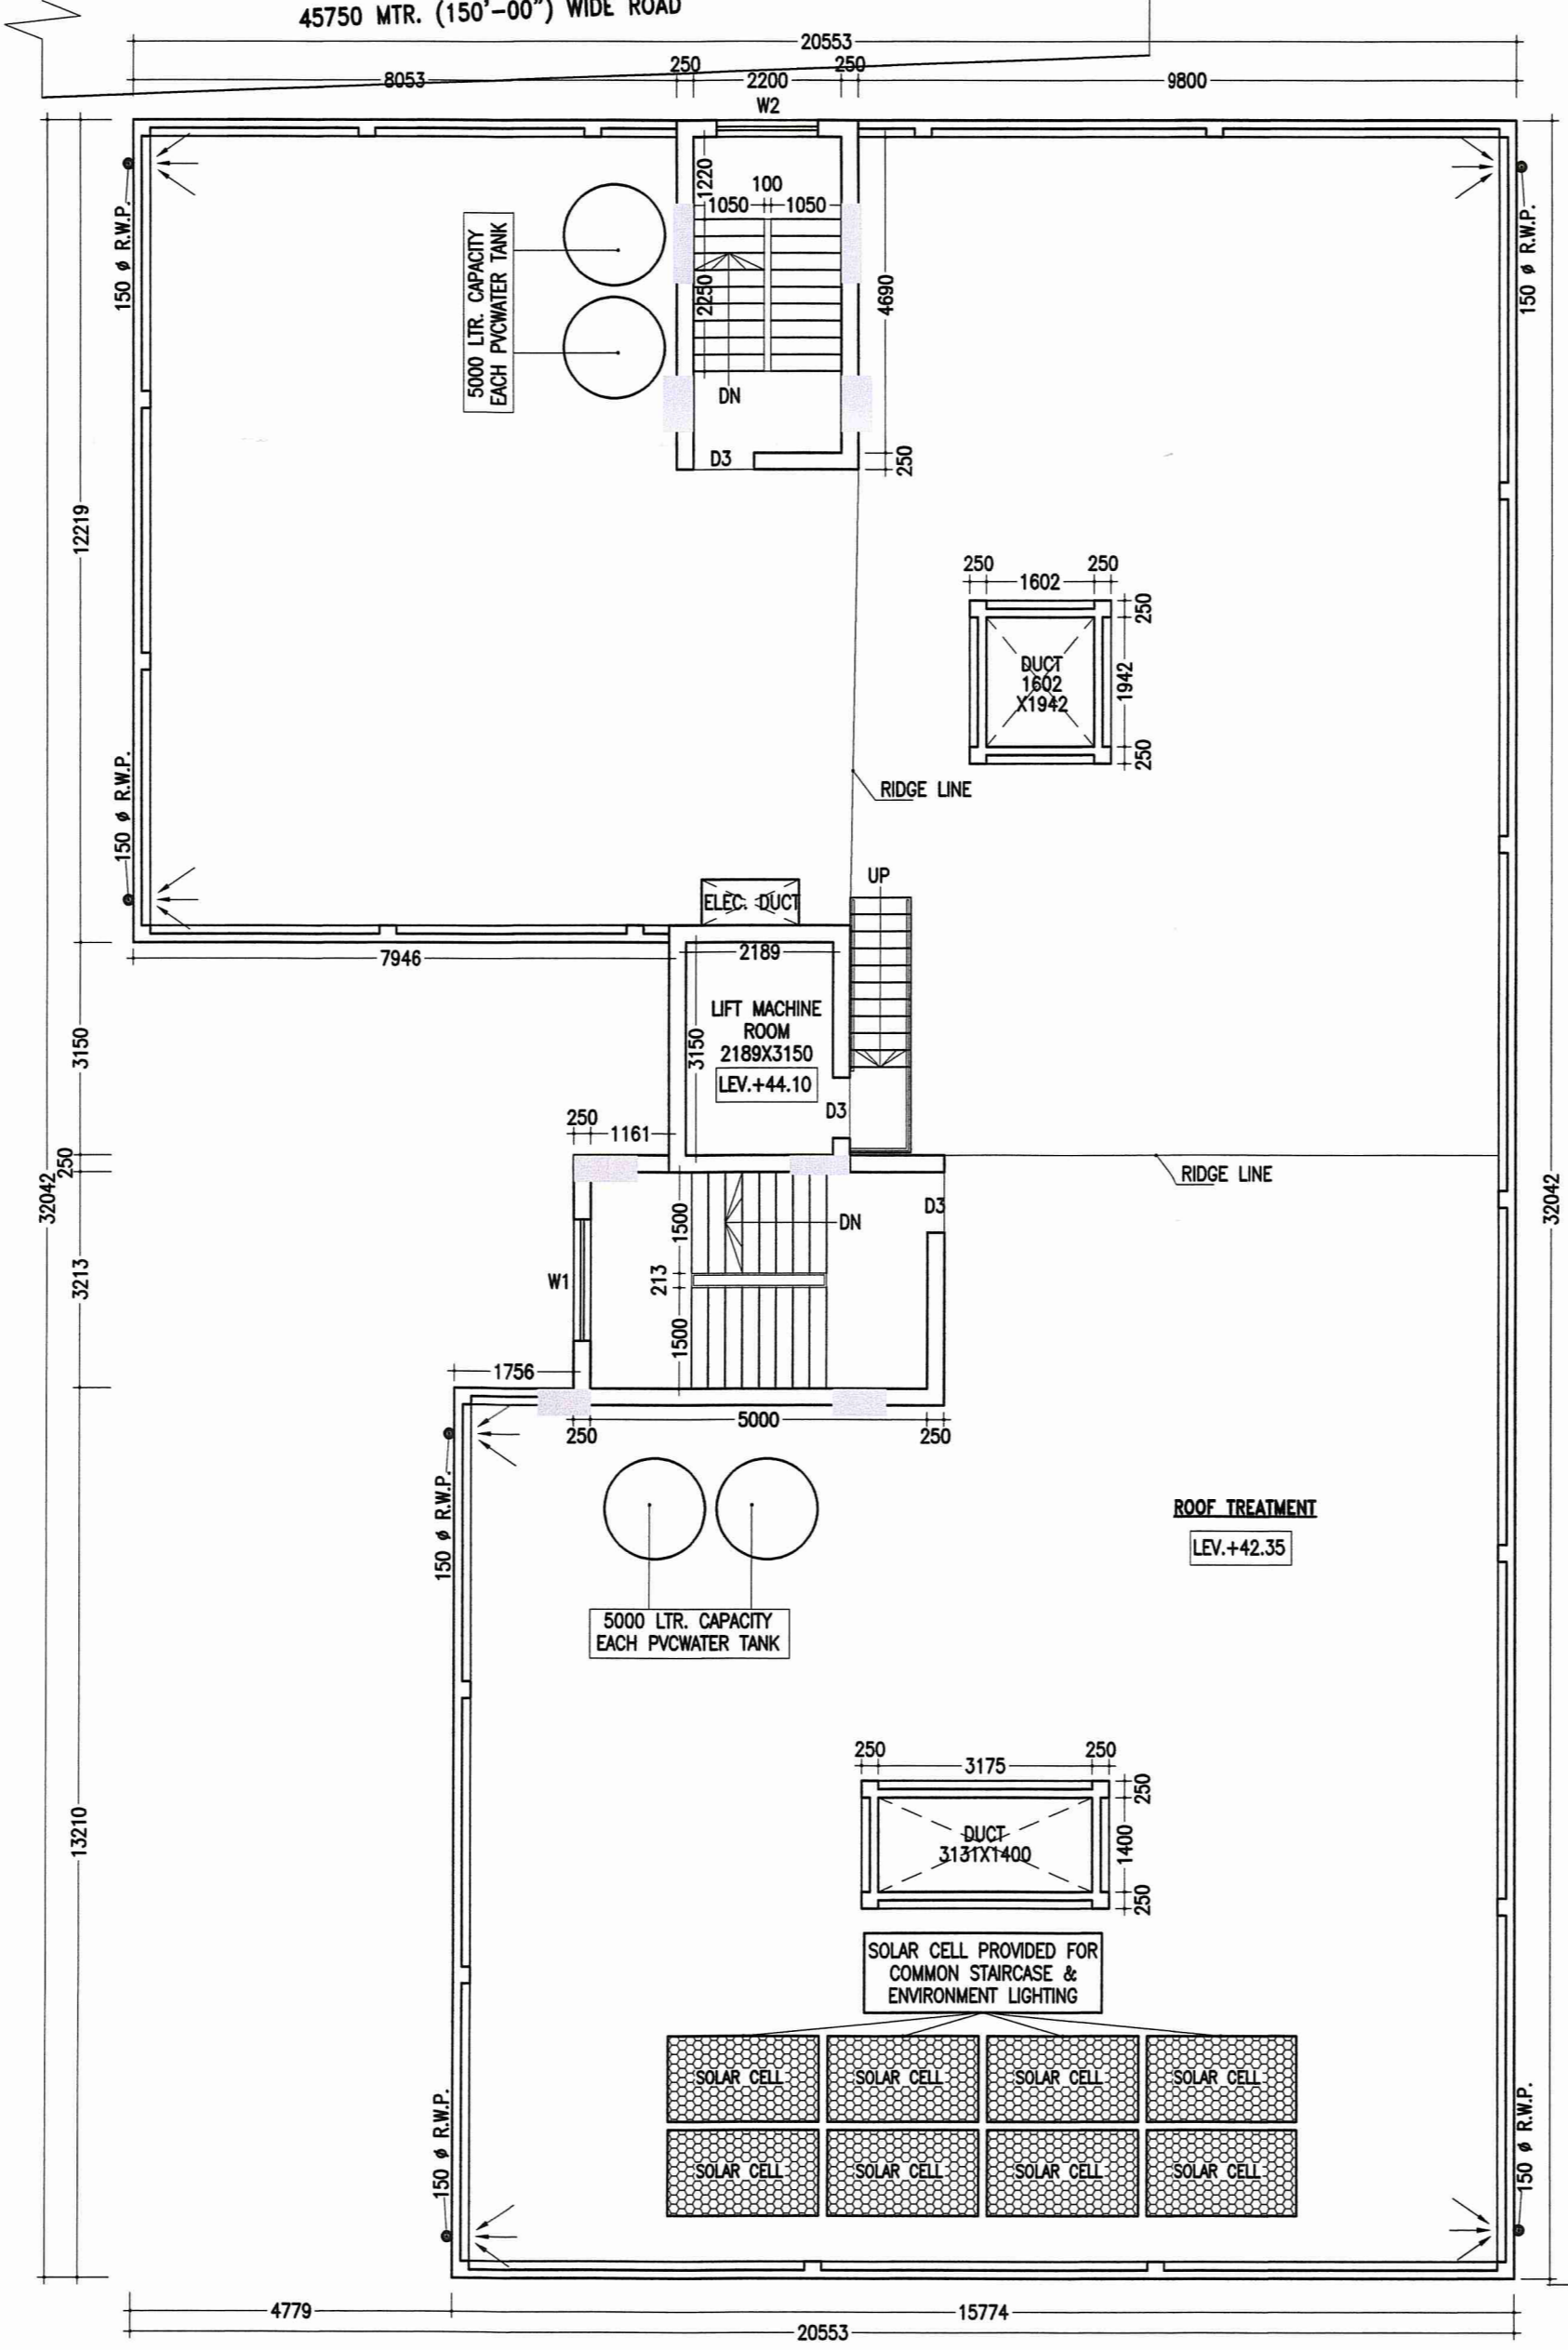 45750 MTR. (150'-00") WIDE ROAD
20553
8053
250
2200
250
9800
W2
1220
100
1050
1050
2250
4690
DN
D3
250
150 ø R.W.P.
150 ø R.W.P.
5000 LTR. CAPACITY
EACH PVCWATER TANK
12219
250
1602
250
250
DUCT
1602
X1942
1942
250
RIDGE LINE
150 ø R.W.P.
UP
ELEC. DUCT
7946
2189
LIFT MACHINE
ROOM
2189X3150
LEV.+44.10
3150
3150
D3
250
1161
250
RIDGE LINE
32042
32042
1500
DN
D3
3213
W1
213
1500
1756
5000
250
250
150 ø R.W.P.
ROOF TREATMENT
LEV.+42.35
5000 LTR. CAPACITY
EACH PVCWATER TANK
250
3175
250
250
13210
DUCT
3131X1400
1400
250
SOLAR CELL PROVIDED FOR
COMMON STAIRCASE &
ENVIRONMENT LIGHTING
SOLAR CELL SOLAR CELL SOLAR CELL SOLAR CELL
SOLAR CELL SOLAR CELL SOLAR CELL SOLAR CELL
150 ø R.W.P.
150 ø R.W.P.
4779
15774
20553